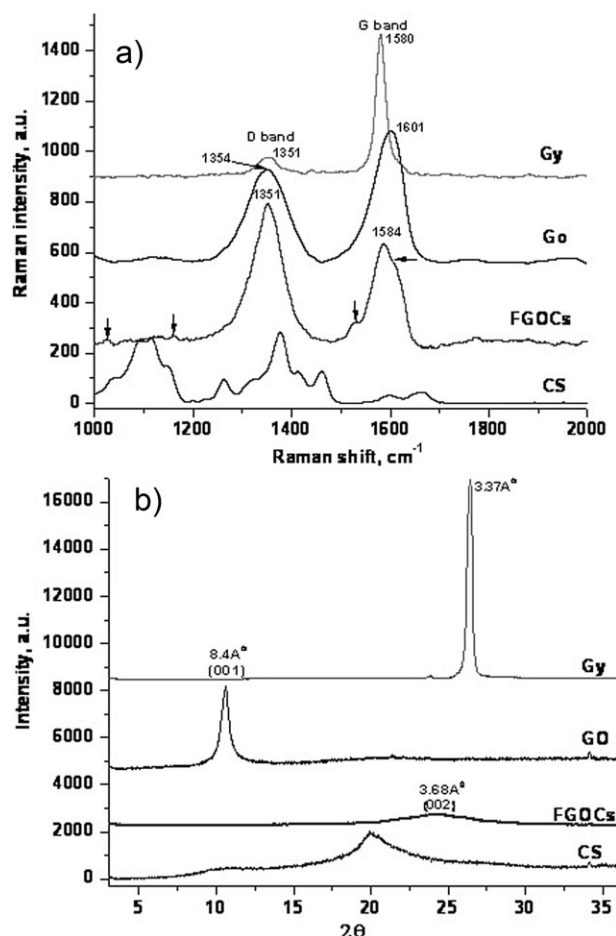 a)
G band
1580
D band
1351
1354
1601
Gy
1351
Go
1584
FGOCs
CS
Raman intensity, a.u.
1400
1200
1000
800
600
400
200
0
1000 1200 1400 1600 1800 2000
Raman shift, cm-1
b)
3.37A°
8.4A°
(001)
Gy
GO
3.68A°
(002)
FGOCs
CS
Intensity, a.u.
16000
14000
12000
10000
8000
6000
4000
2000
0
5 10 15 20 25 30 35
2θ